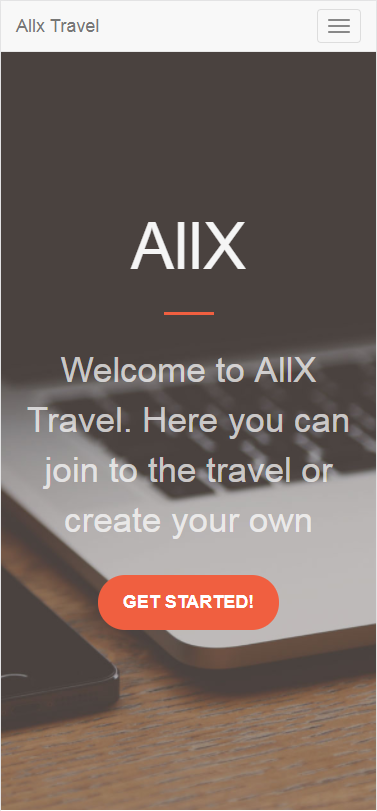 Allx Travel
AllX
Welcome to AllX
Travel. Here you can
join to the travel or
create your own
GET STARTED!